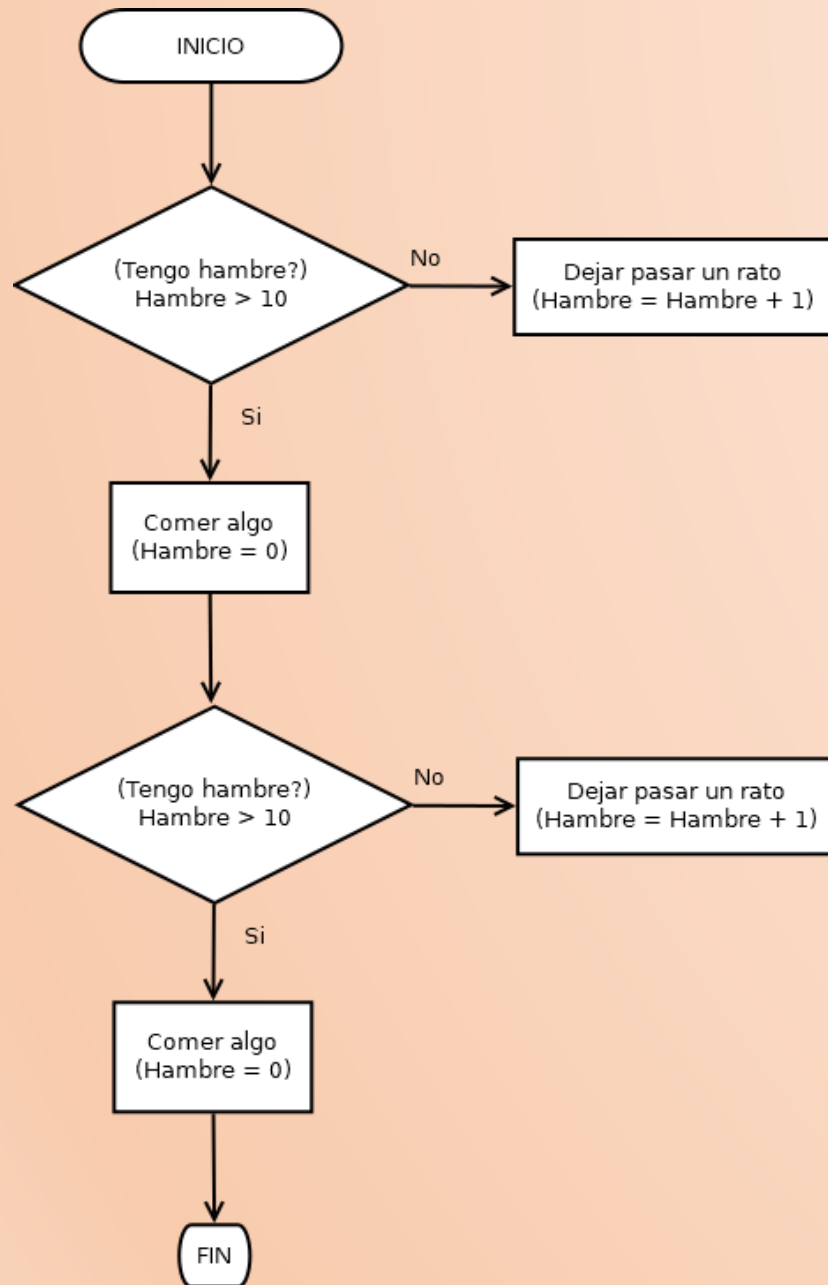 INICIO
(Tengo hambre?)
Hambre > 10
No
Dejar pasar un rato
(Hambre = Hambre + 1)
Si
Comer algo
(Hambre = 0)
(Tengo hambre?)
Hambre > 10
No
Dejar pasar un rato
(Hambre = Hambre + 1)
Si
Comer algo
(Hambre = 0)
FIN